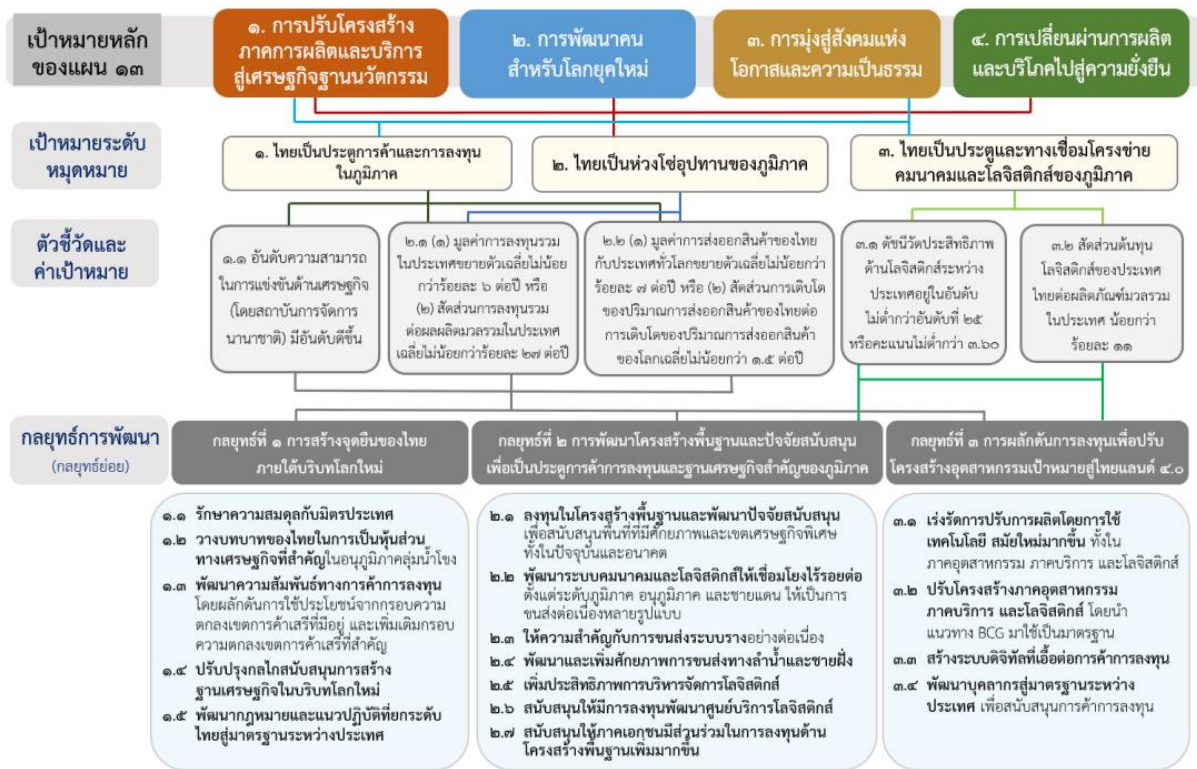 เป้าหมายหลัก
ของแผน ๑๓
๑. การปรับโครงสร้าง
ภาคการผลิตและบริการ
สู่เศรษฐกิจฐานนวัตกรรม
๒. การพัฒนาคน
สำหรับโลกยุคใหม่
๓. การมุ่งสู่สังคมแห่ง
โอกาสและความเป็นธรรม
๔. การเปลี่ยนผ่านการผลิต
และบริโภคไปสู่ความยั่งยืน
เป้าหมายระดับ
หมุดหมาย
๑. ไทยเป็นประตูการค้าและการลงทุน
ในภูมิภาค
๒. ไทยเป็นห่วงโซ่อุปทานของภูมิภาค
๓. ไทยเป็นประตูและทางเชื่อมโครงข่าย
คมนาคมและโลจิสติกส์ของภูมิภาค
ตัวชี้วัดและ
ค่าเป้าหมาย
๑.๑ อันดับความสามารถ
ในการแข่งขันด้านเศรษฐกิจ
(โดยสถาบันการจัดการ
นานาชาติ) มีอันดับดีขึ้น
๒.๑ (๑) มูลค่าการลงทุนรวม
ในประเทศขยายตัวเฉลี่ยไม่น้อย
กว่าร้อยละ ๖ ต่อปี หรือ
(๒) สัดส่วนการลงทุนรวม
ต่อผลผลิตมวลรวมในประเทศ
เฉลี่ยไม่น้อยกว่าร้อยละ ๒๗ ต่อปี
๒.๒ (๑) มูลค่าการส่งออกสินค้าของไทย
กับประเทศทั่วโลกขยายตัวเฉลี่ยไม่น้อยกว่า
ร้อยละ ๗ ต่อปี หรือ (๒) สัดส่วนการเติบโต
ของปริมาณการส่งออกสินค้าของไทยต่อ
การเติบโตของปริมาณการส่งออกสินค้า
ของโลกเฉลี่ยไม่น้อยกว่า ๑.๕ ต่อปี
๓.๑ ดัชนีวัดประสิทธิภาพ
ด้านโลจิสติกส์ระหว่าง
ประเทศอยู่ในอันดับ
ไม่ต่ำกว่าอันดับที่ ๒๕
หรือคะแนนไม่ต่ำกว่า ๓.๖๐
๓.๒ สัดส่วนต้นทุน
โลจิสติกส์ของประเทศ
ไทยต่อผลิตภัณฑ์มวลรวม
ในประเทศ น้อยกว่า
ร้อยละ ๑๑
กลยุทธ์การพัฒนา
(กลยุทธ์ย่อย)
กลยุทธ์ที่ ๑ การสร้างจุดยืนของไทย
ภายใต้บริบทโลกใหม่
กลยุทธ์ที่ ๒ การพัฒนาโครงสร้างพื้นฐานและปัจจัยสนับสนุน
เพื่อเป็นประตูการค้าการลงทุนและฐานเศรษฐกิจสำคัญของภูมิภาค
กลยุทธ์ที่ ๓ การผลักดันการลงทุนเพื่อปรับ
โครงสร้างอุตสาหกรรมเป้าหมายสู่ไทยแลนด์ ๔.๐
๑.๑ รักษาความสมดุลกับมิตรประเทศ
๑.๒ วางบทบาทของไทยในการเป็นหุ้นส่วน
ทางเศรษฐกิจที่สำคัญในอนุภูมิภาคลุ่มน้ำโขง
๑.๓ พัฒนาความสัมพันธ์ทางการค้าการลงทุน
โดยผลักดันการใช้ประโยชน์จากกรอบความ
ตกลงเขตการค้าเสรีที่มีอยู่ และเพิ่มเติมกรอบ
ความตกลงเขตการค้าเสรีที่สำคัญ
๑.๔ ปรับปรุงกลไกสนับสนุนการสร้าง
ฐานเศรษฐกิจในบริบทโลกใหม่
๑.๕ พัฒนากฎหมายและแนวปฏิบัติที่ยกระดับ
ไทยสู่มาตรฐานระหว่างประเทศ
๒.๑ ลงทุนในโครงสร้างพื้นฐานและพัฒนาปัจจัยสนับสนุน
เพื่อสนับสนุนพื้นที่ที่มีศักยภาพและเขตเศรษฐกิจพิเศษ
ทั้งในปัจจุบันและอนาคต
๒.๒ พัฒนาระบบคมนาคมและโลจิสติกส์ให้เชื่อมโยงไร้รอยต่อ
ตั้งแต่ระดับภูมิภาค อนุภูมิภาค และชายแดน ให้เป็นการ
ขนส่งต่อเนื่องหลายรูปแบบ
๒.๓ ให้ความสำคัญกับการขนส่งระบบรางอย่างต่อเนื่อง
๒.๔ พัฒนาและเพิ่มศักยภาพการขนส่งทางลำน้ำและชายฝั่ง
๒.๕ เพิ่มประสิทธิภาพการบริหารจัดการโลจิสติกส์
๒.๖ สนับสนุนให้มีการลงทุนพัฒนาศูนย์บริการโลจิสติกส์
๒.๗ สนับสนุนให้ภาคเอกชนมีส่วนร่วมในการลงทุนด้าน
โครงสร้างพื้นฐานเพิ่มมากขึ้น
๓.๑ เร่งรัดการปรับการผลิตโดยการใช้
เทคโนโลยี สมัยใหม่มากขึ้น ทั้งใน
ภาคอุตสาหกรรม ภาคบริการ และโลจิสติกส์
๓.๒ ปรับโครงสร้างภาคอุตสาหกรรม
ภาคบริการ และโลจิสติกส์ โดยนำ
แนวทาง BCG มาใช้เป็นมาตรฐาน
๓.๓ สร้างระบบดิจิทัลที่เอื้อต่อการค้าการลงทุน
๓.๔ พัฒนาบุคลากรสู่มาตรฐานระหว่าง
ประเทศ เพื่อสนับสนุนการค้าการลงทุน